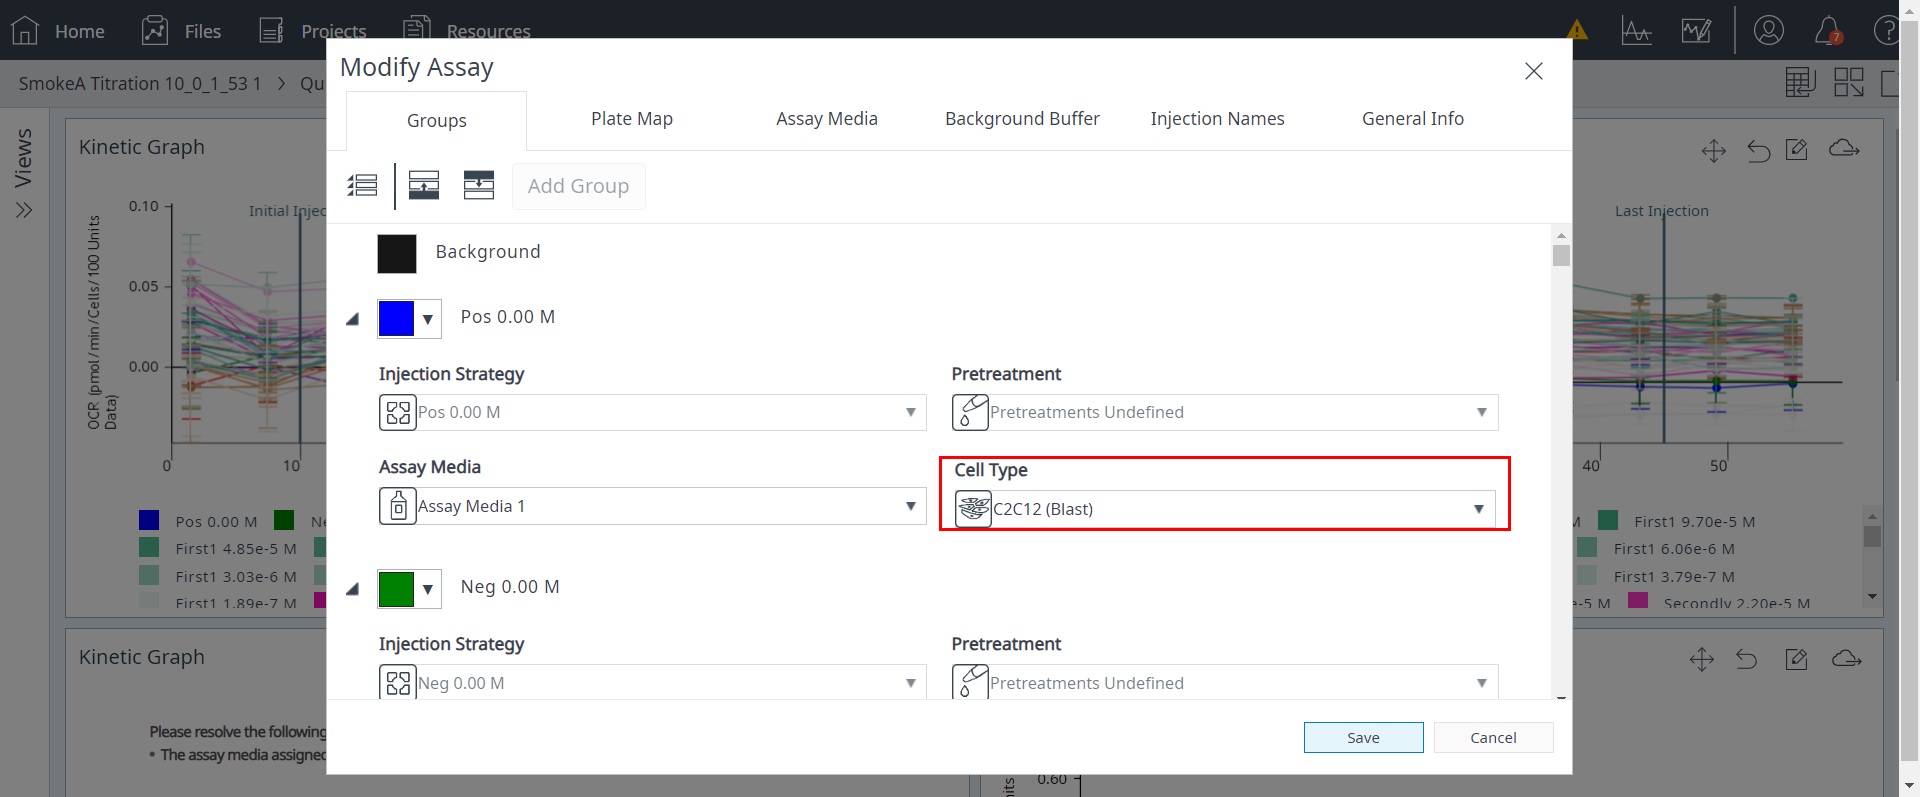 Home Files Projects Resources 7
SmokeA Titration 10_0_1_53 1 > Qu
Views
Modify Assay
Groups Plate Map Assay Media Background Buffer Injection Names General Info
Add Group
Background
Pos 0.00 M
Injection Strategy Pretreatment
Pos 0.00 M Pretreatments Undefined
Assay Media Cell Type
Assay Media 1 C2C12 (Blast)
Neg 0.00 M
Injection Strategy Pretreatment
Neg 0.00 M Pretreatments Undefined
Save Cancel
Kinetic Graph
OCR (pmol/min/Cells/100 Units
Data)
0.10
0.05
0.00
0 10
Initial Injec
Pos 0.00 M Ne
First1 4.85e-5 M
First1 3.03e-6 M
First1 1.89e-7 M
Last Injection
40 50
M First1 9.70e-5 M
First1 6.06e-6 M
First1 3.79e-7 M
e-5 M Secondly 2.20e-5 M
Kinetic Graph
Please resolve the following
• The assay media assigned
0.60
its